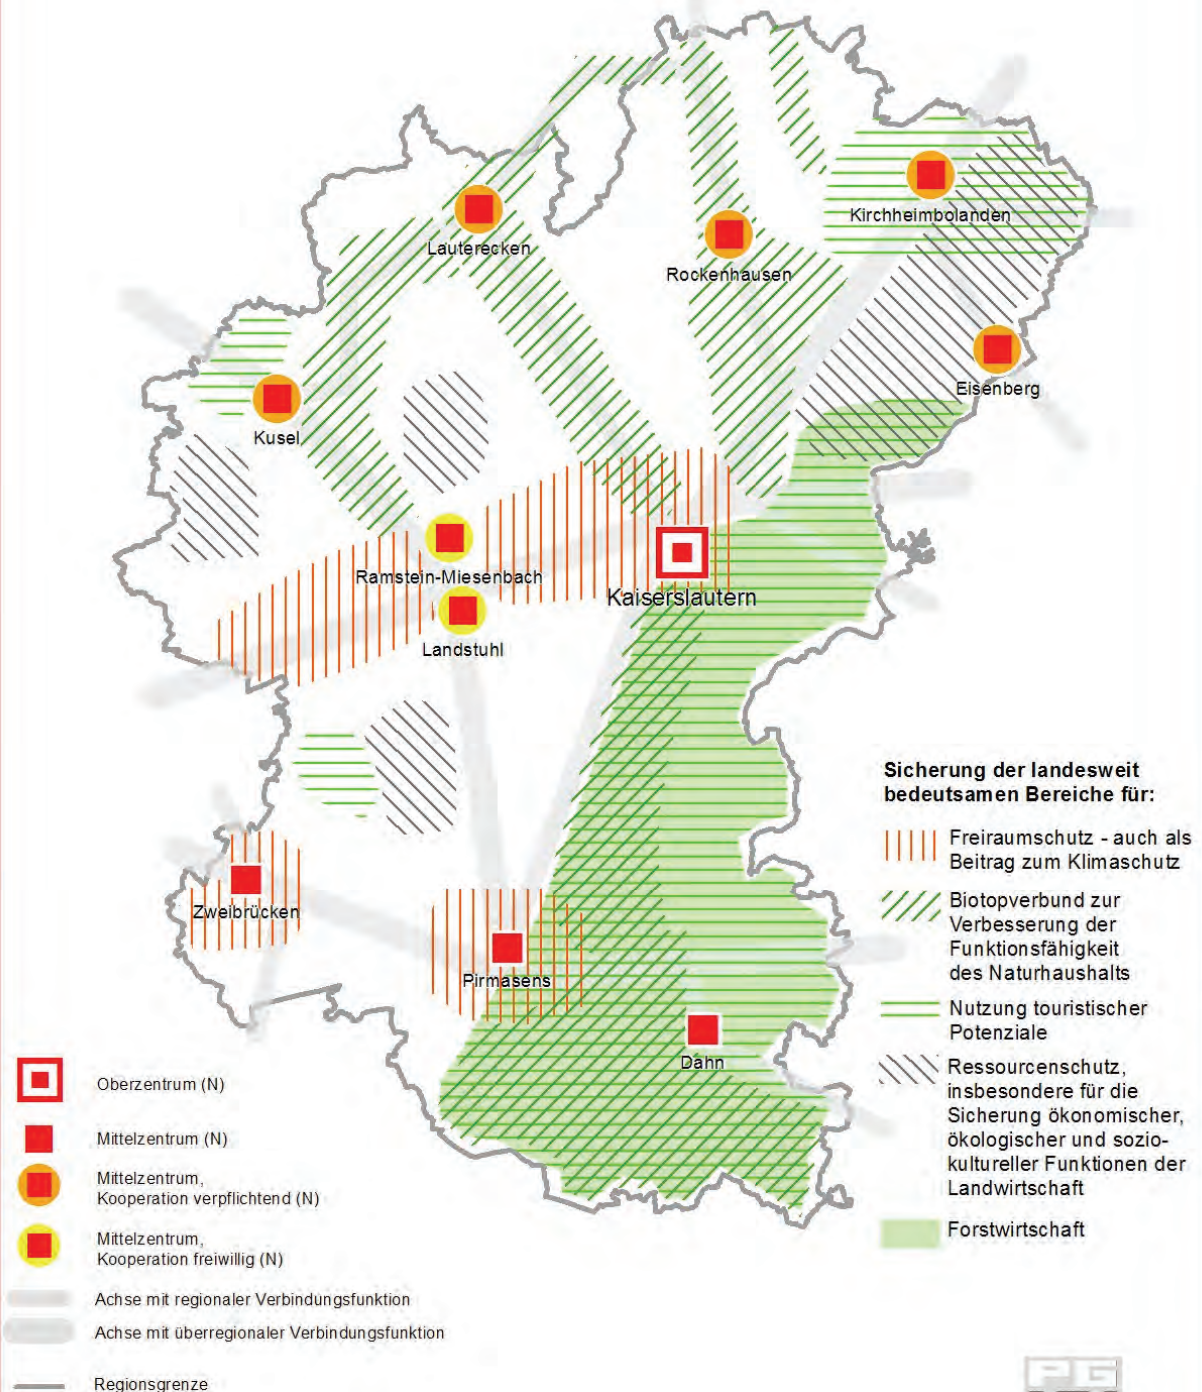 Kirchheimbolanden
Lauterecken
Rockenhausen
Eisenberg
Kusel
Ramstein-Miesenbach
Kaiserslautern
Landstuhl
Zweibrücken
Pirmasens
Dahn
Sicherung der landesweit
bedeutsamen Bereiche für:
Freiraumschutz - auch als
Beitrag zum Klimaschutz
Biotopverbund zur
Verbesserung der
Funktionsfähigkeit
des Naturhaushalts
Nutzung touristischer
Potenziale
Ressourcenschutz,
insbesondere für die
Sicherung ökonomischer,
ökologischer und sozio-
kultureller Funktionen der
Landwirtschaft
Forstwirtschaft
Oberzentrum (N)
Mittelzentrum (N)
Mittelzentrum,
Kooperation verpflichtend (N)
Mittelzentrum,
Kooperation freiwillig (N)
Achse mit regionaler Verbindungsfunktion
Achse mit überregionaler Verbindungsfunktion
Regionsgrenze
PG